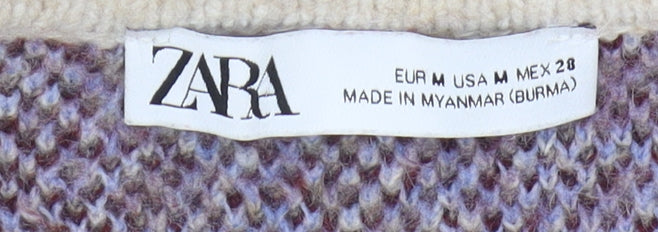 ZARA
EUR M USA M MEX 28
MADE IN MYANMAR (BURMA)